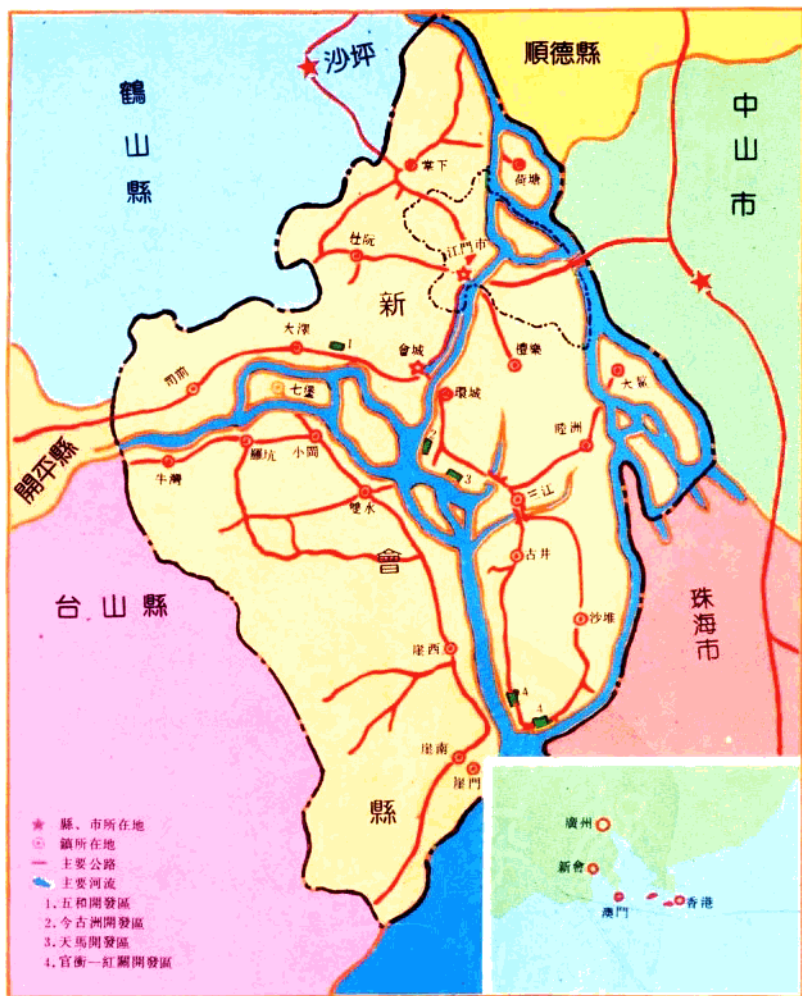 順德縣
沙坪
鶴山縣
中山市
棠下
荷塘
杜阮
江門市
新
大澤
1
會城
禮樂
司前
七堡
環城
大鰲
睦洲
2
開平縣
羅坑
小岡
3
牛灣
雙水
三江
會
古井
台山縣
珠海市
沙堆
崖西
4
4
崖南
崖門
縣
縣、市所在地
鎮所在地
主要公路
主要河流
1.五和開發區
2.今古洲開發區
3.天馬開發區
4.官衝一紅關開發區
廣州
新會
澳門
香港